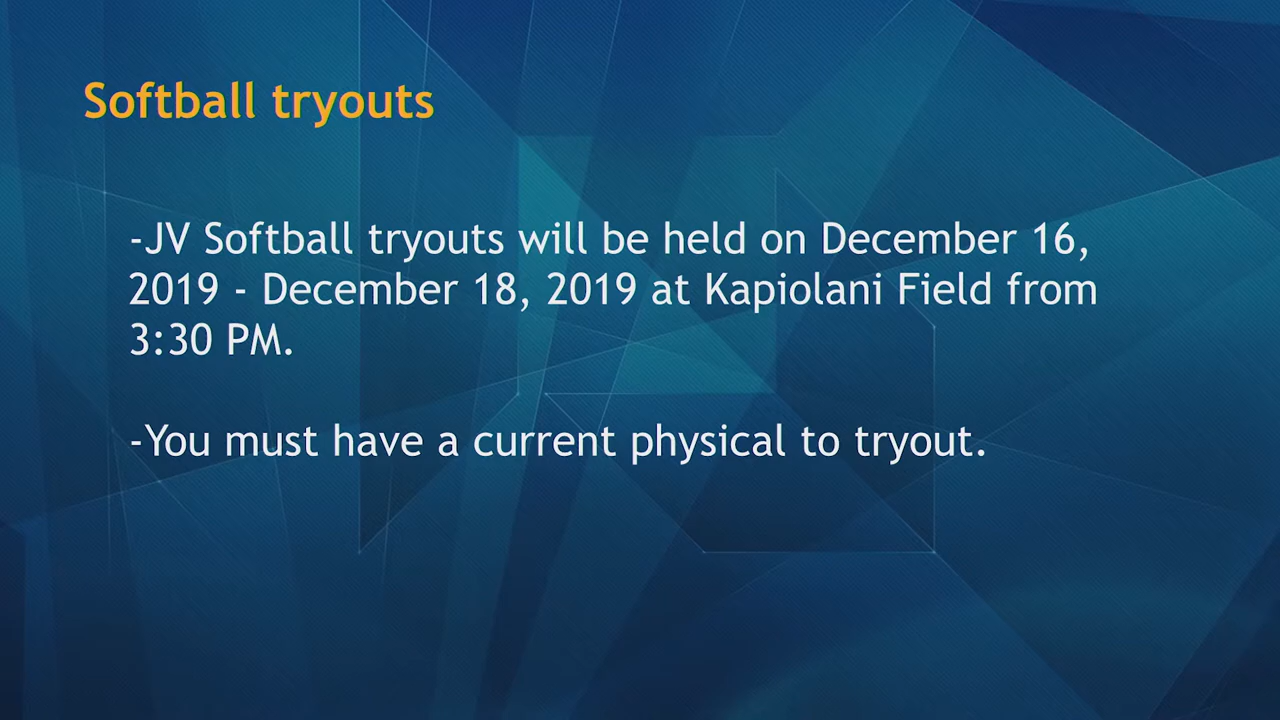 Softball tryouts
-JV Softball tryouts will be held on December 16,
2019 - December 18, 2019 at Kapiolani Field from
3:30 PM.
-You must have a current physical to tryout.